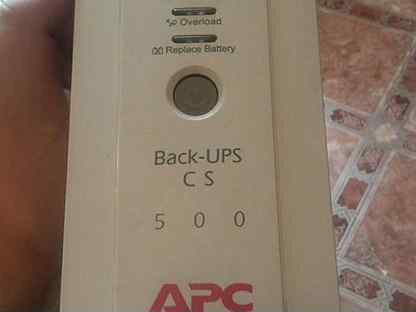 Overload
Replace Battery
Back-UPS
CS
500
APC